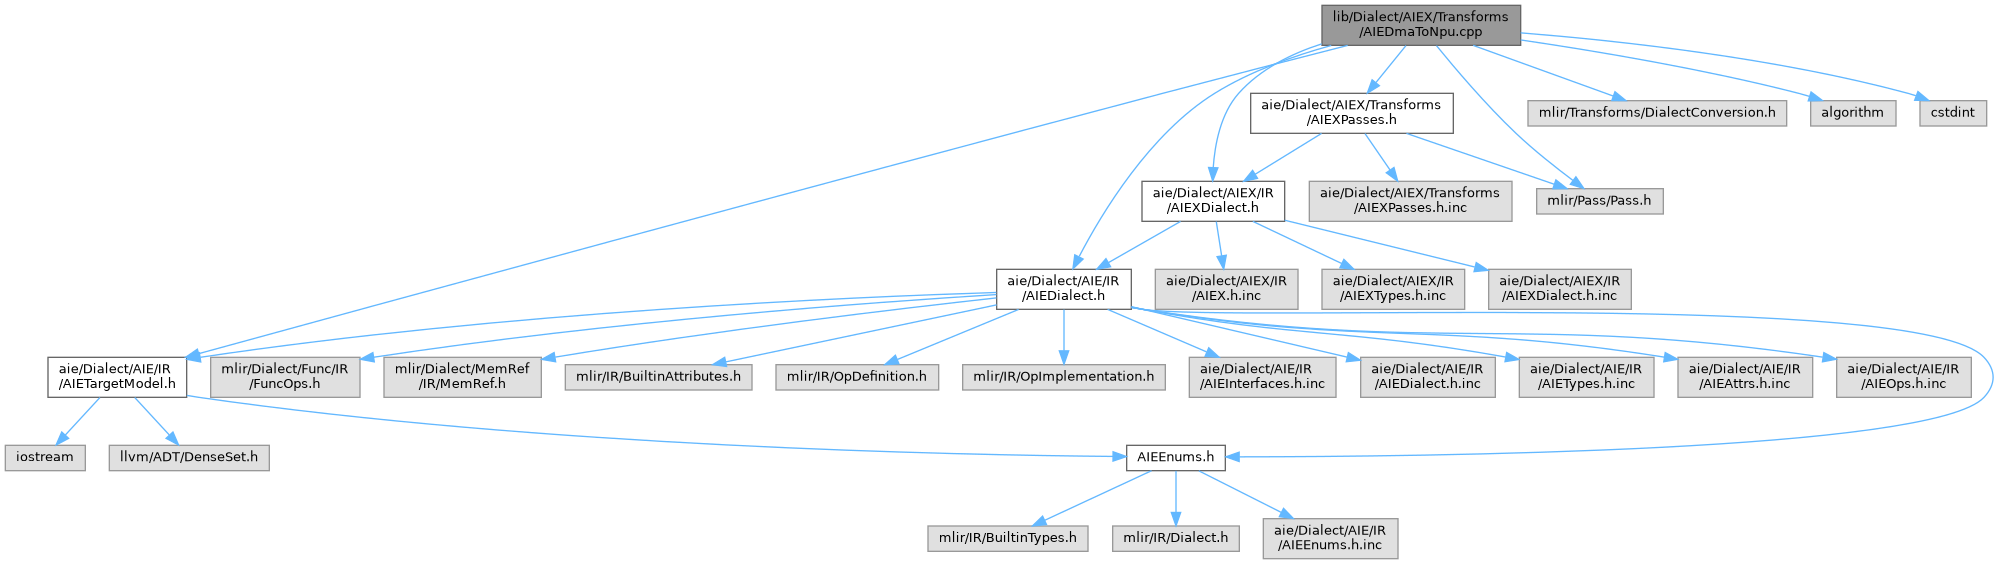 lib/Dialect/AIEX/Transforms
/AIEDmaToNpu.cpp
aie/Dialect/AIEX/Transforms
/AIEXPasses.h
mlir/Transforms/DialectConversion.h
algorithm
cstdint
aie/Dialect/AIEX/IR
/AIEXDialect.h
aie/Dialect/AIEX/Transforms
/AIEXPasses.h.inc
mlir/Pass/Pass.h
aie/Dialect/AIE/IR
/AIEDialect.h
aie/Dialect/AIEX/IR
/AIEX.h.inc
aie/Dialect/AIEX/IR
/AIEXTypes.h.inc
aie/Dialect/AIEX/IR
/AIEXDialect.h.inc
aie/Dialect/AIE/IR
/AIETargetModel.h
mlir/Dialect/Func/IR
/FuncOps.h
mlir/Dialect/MemRef
/IR/MemRef.h
mlir/IR/BuiltinAttributes.h
mlir/IR/OpDefinition.h
mlir/IR/OpImplementation.h
aie/Dialect/AIE/IR
/AIEInterfaces.h.inc
aie/Dialect/AIE/IR
/AIEDialect.h.inc
aie/Dialect/AIE/IR
/AIETypes.h.inc
aie/Dialect/AIE/IR
/AIEAttrs.h.inc
aie/Dialect/AIE/IR
/AIEOps.h.inc
iostream
llvm/ADT/DenseSet.h
AIEEnums.h
mlir/IR/BuiltinTypes.h
mlir/IR/Dialect.h
aie/Dialect/AIE/IR
/AIEEnums.h.inc